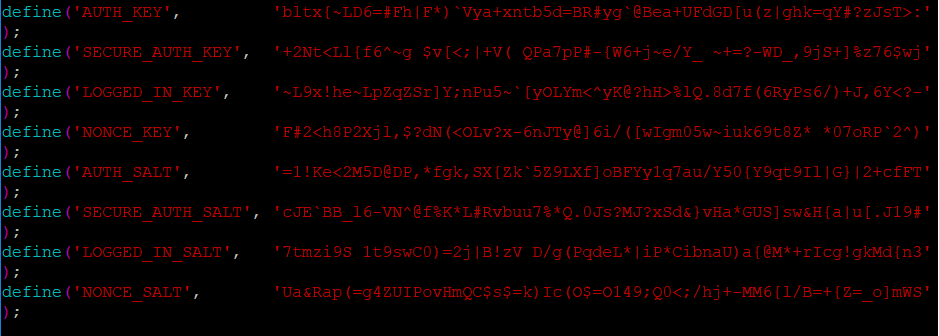 define('AUTH_KEY',         'bltx{~LD6=#Fh|F*)`Vya+xntb5d=BR#yg`@Bea+UFdGD[u(z|ghk=qY#?zJsT>:'
);
define('SECURE_AUTH_KEY',  '+2Nt<Ll{f6^~g $v[<;|+V( QPa7pP#-{W6+j~e/Y_ ~+=?-WD_,9jS+]%z76$wj'
);
define('LOGGED_IN_KEY',    '~L9x!he~LpZqZSr]Y;nPu5~`[yOLYm<^yK@?hH>%lQ.8d7f(6RyPs6/)+J,6Y<?-'
);
define('NONCE_KEY',        'F#2<h8P2Xjl,$?dN(<OLv?x-6nJTy@]6i/([wIgm05w~iuk69t8Z* *07oRP`2^)'
);
define('AUTH_SALT',        '=1!Ke<2M5D@DP,*fgk,SX{Zk`5Z9LXf]oBFYy1q7au/Y50{Y9qt9Il|G}|2+cfFT'
);
define('SECURE_AUTH_SALT', 'cJE`BB_l6-VN^@f%K*L#Rvbuu7%*Q.0Js?MJ?xSd&}vHa*GUS]sw&H{a|u[.J19#'
);
define('LOGGED_IN_SALT',   '7tmzi9S 1t9swC0)=2j|B!zV D/g(PqdeL*|iP*CibnaU)a{@M*+rIcg!gkMd{n3'
);
define('NONCE_SALT',       'Ua&Rap(=g4ZUIPovHmQC$s$=k)Ic(O$=O149;Q0<;/hj+-MM6{l/B=+{Z=_o]mWS'
);